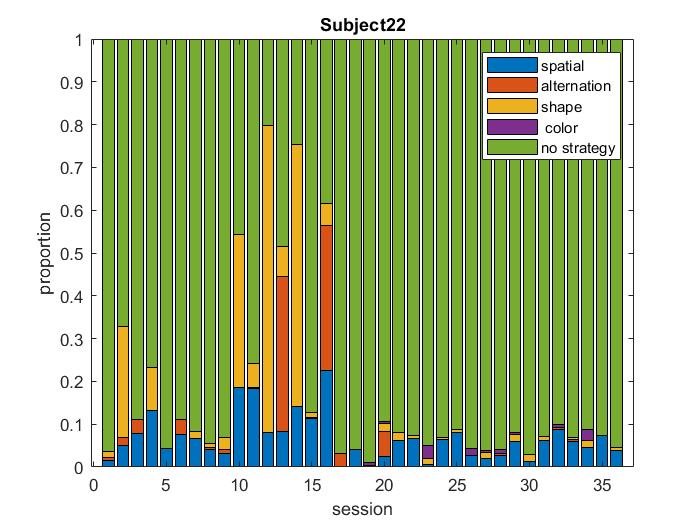 Subject22
1
0.9
0.8
0.7
0.6
0.5
0.4
0.3
0.2
0.1
0
proportion
spatial
alternation
shape
color
no strategy
0 5 10 15 20 25 30 35
session